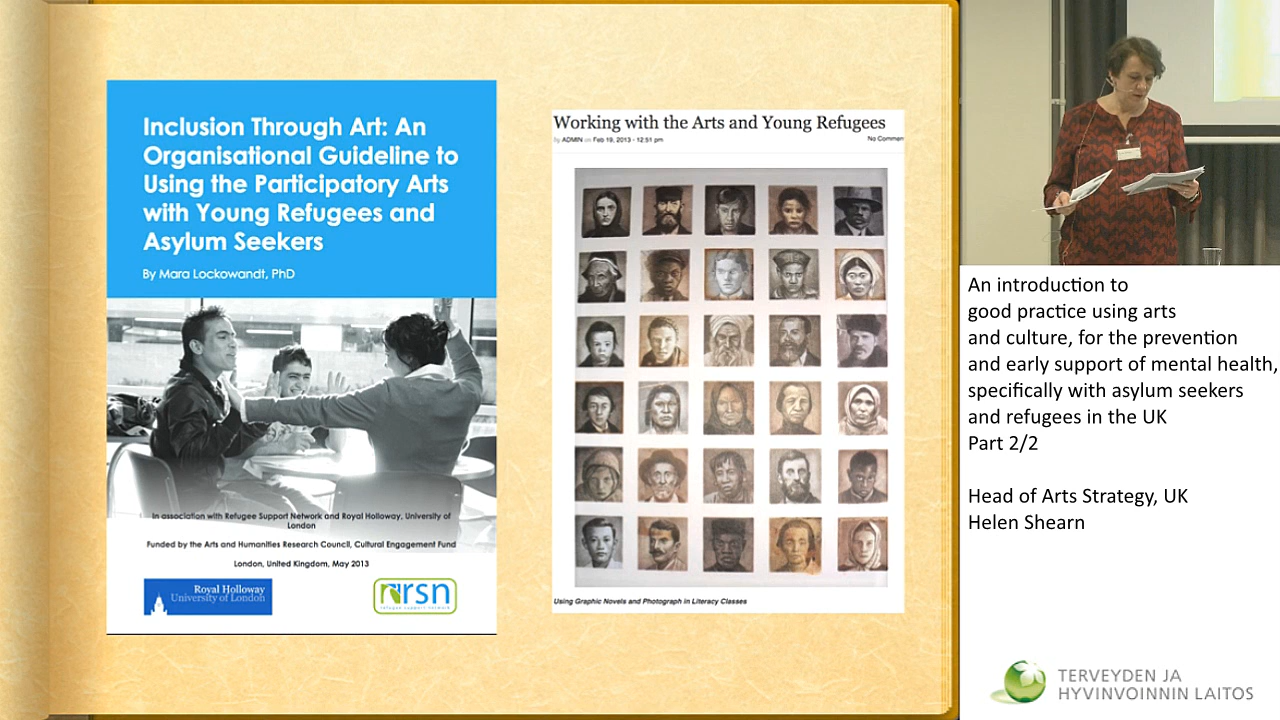 Inclusion Through Art: An
Organisational Guideline to
Using the Participatory Arts
with Young Refugees and
Asylum Seekers
By Mara Lockowandt, PhD
In association with Refugee Support Network and Royal Holloway, University of
London
Funded by the Arts and Humanities Research Council, Cultural Engagement Fund
London, United Kingdom, May 2013
Royal Holloway
University of London
rsn
refugee support network
Working with the Arts and Young Refugees
by ADMIN on Feb 19, 2013 - 12:51 pm
No Commen
Using Graphic Novels and Photograph in Literacy Classes
An introduction to
good practice using arts
and culture, for the prevention
and early support of mental health,
specifically with asylum seekers
and refugees in the UK
Part 2/2
Head of Arts Strategy, UK
Helen Shearn
TERVEYDEN JA
HYVINVOINNIN LAITOS